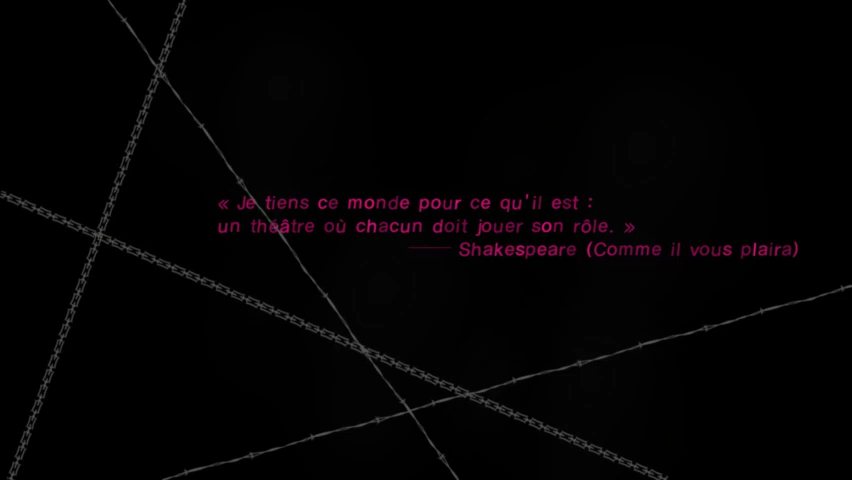 « Je tiens ce monde pour ce qu'il est :
un théâtre où chacun doit jouer son rôle. »
—— Shakespeare (Comme il vous plaira)